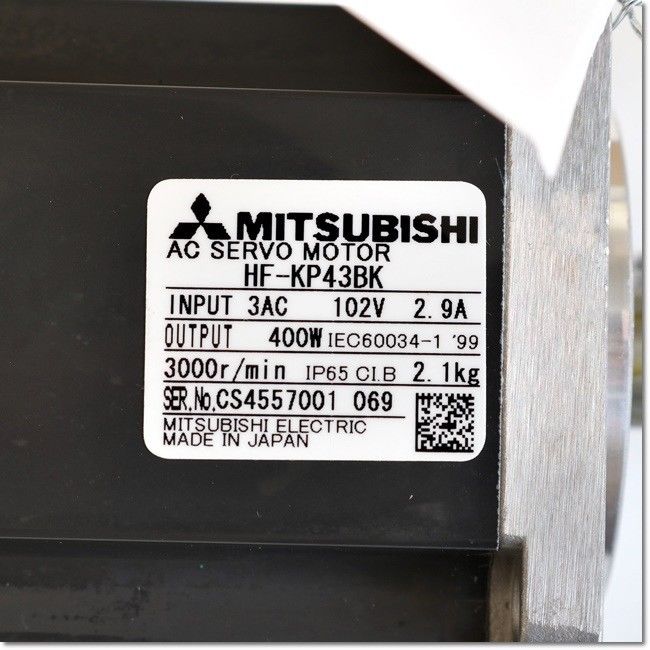 MITSUBISHI
AC SERVO MOTOR
HF-KP43BK
INPUT 3AC 102V 2.9A
OUTPUT 400W IEC60034-1 '99
3000r/min IP65 CI.B 2.1kg
SER.No.CS4557001 069
MITSUBISHI ELECTRIC
MADE IN JAPAN